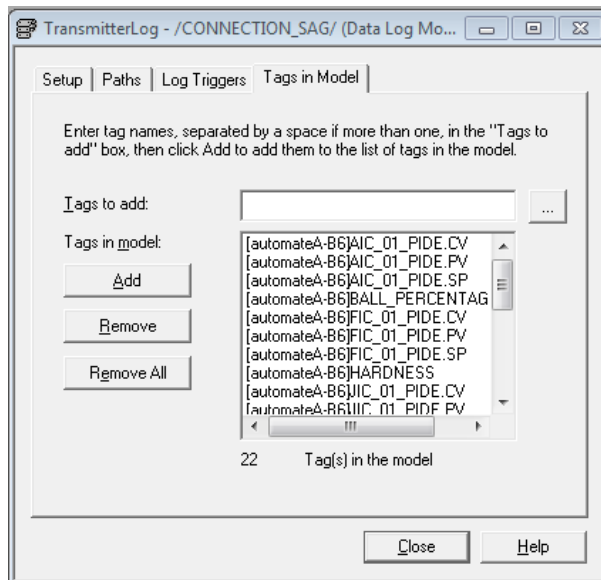 TransmitterLog - /CONNECTION_SAG/ (Data Log Mo...
Setup
Paths
Log Triggers
Tags in Model
Enter tag names, separated by a space if more than one, in the "Tags to
add" box, then click Add to add them to the list of tags in the model.
Tags to add:
...
Tags in model:
Add
Remove
Remove All
[automateA-B6]AIC_01_PIDE.CV
[automateA-B6]AIC_01_PIDE.PV
[automateA-B6]AIC_01_PIDE.SP
[automateA-B6]BALL_PERCENTAG
[automateA-B6]FIC_01_PIDE.CV
[automateA-B6]FIC_01_PIDE.PV
[automateA-B6]FIC_01_PIDE.SP
[automateA-B6]HARDNESS
[automateA-B6]JIC_01_PIDE.CV
[automateA-B6]JIC_01_PIDE.PV
22 Tag(s) in the model
Close
Help